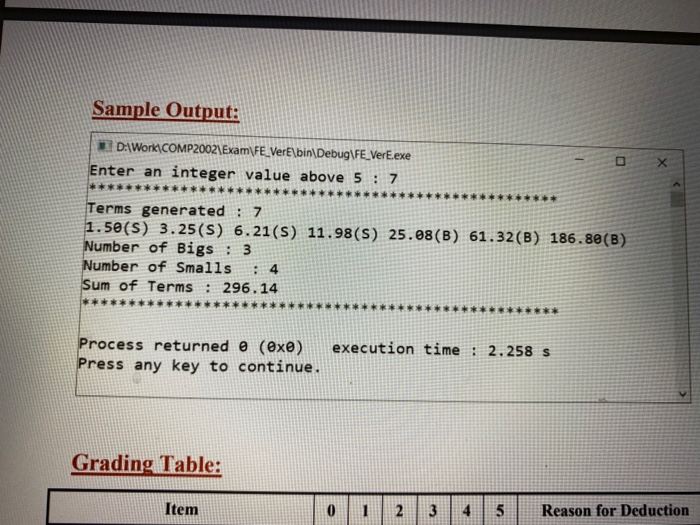 Sample Output:
D:\Work\COMP2002\Exam\FE_VerE\bin\Debug\FE_VerE.exe
Enter an integer value above 5 : 7
****************************************************
Terms generated : 7
1.50(S) 3.25(S) 6.21(S) 11.98(S) 25.08(B) 61.32(B) 186.80(B)
Number of Bigs : 3
Number of Smalls : 4
Sum of Terms : 296.14
****************************************************
Process returned 0 (0x0) execution time : 2.258 s
Press any key to continue.
Grading Table:
Item 0 1 2 3 4 5 Reason for Deduction